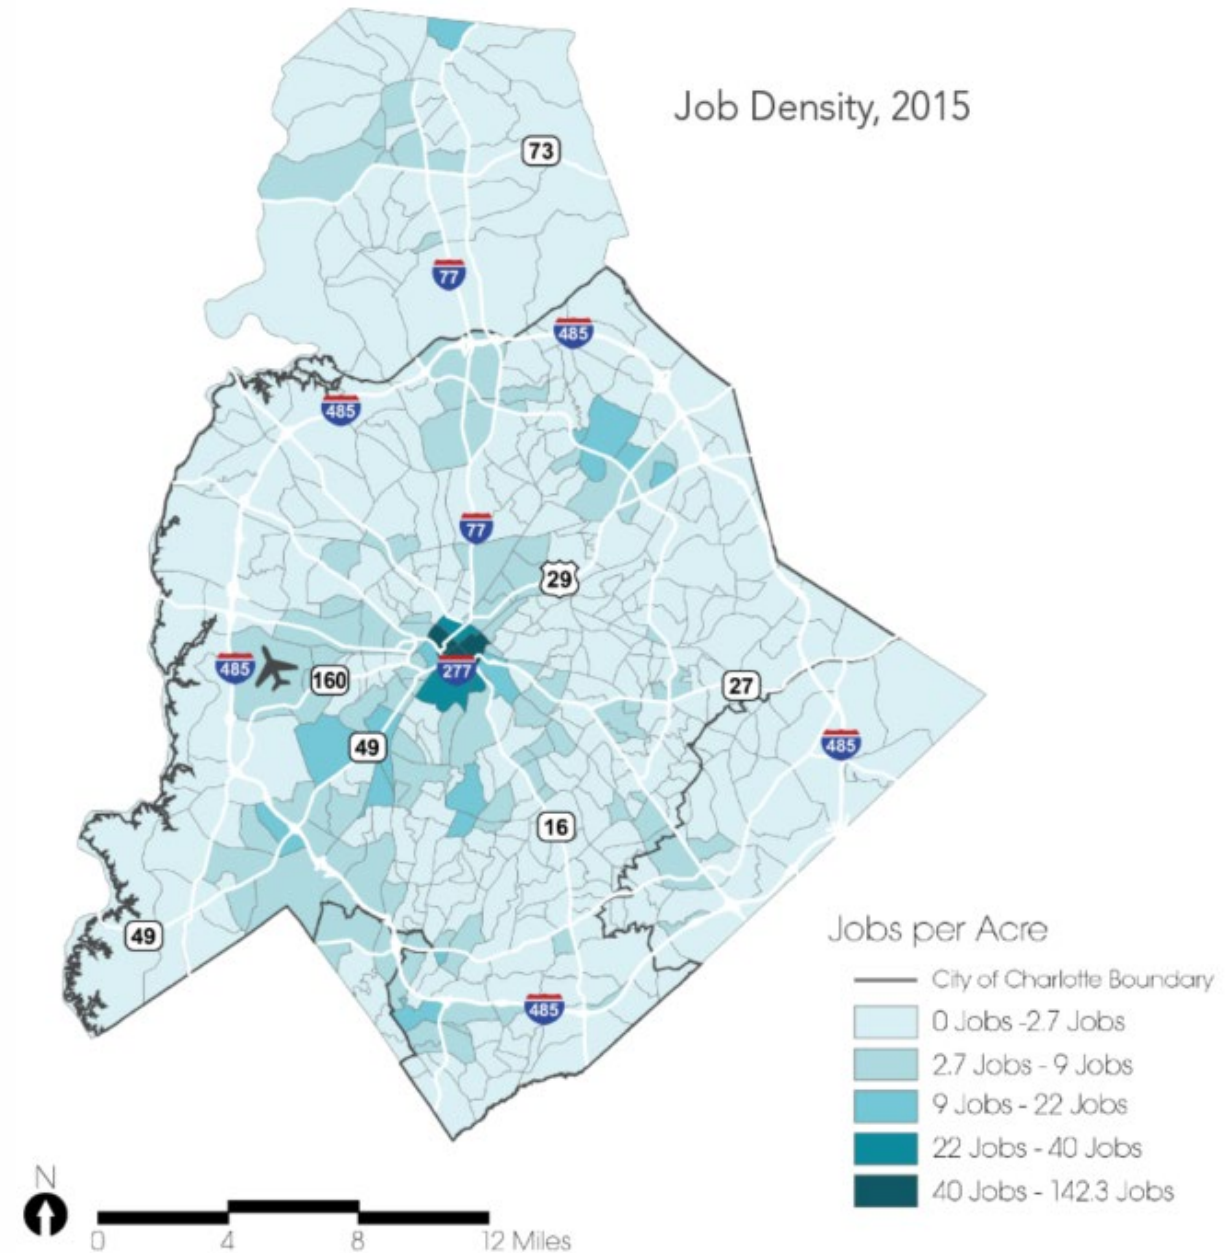 Job Density, 2015
73
77
485
485
77
29
277
485
160
27
49
485
16
49
485
Jobs per Acre
City of Charlotte Boundary
0 Jobs -2.7 Jobs
2.7 Jobs - 9 Jobs
9 Jobs - 22 Jobs
22 Jobs - 40 Jobs
40 Jobs - 142.3 Jobs
N
0 4 8 12 Miles